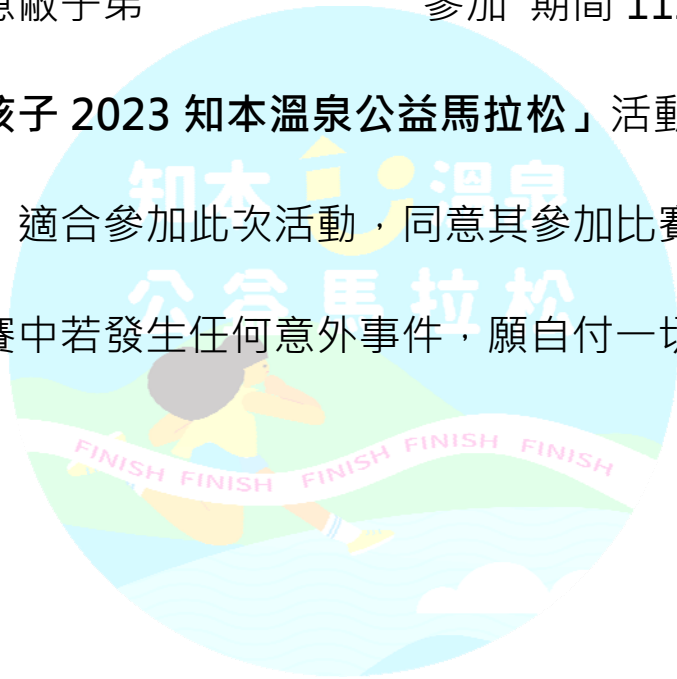 敝子弟 參加 期間 11
孩子 2023 知本溫泉公益馬拉松」活動
適合參加此次活動，同意其參加比賽
賽中若發生任何意外事件，願自付一切
知本 溫泉
公益馬拉松
FINISH FINISH FINISH FINISH FINISH